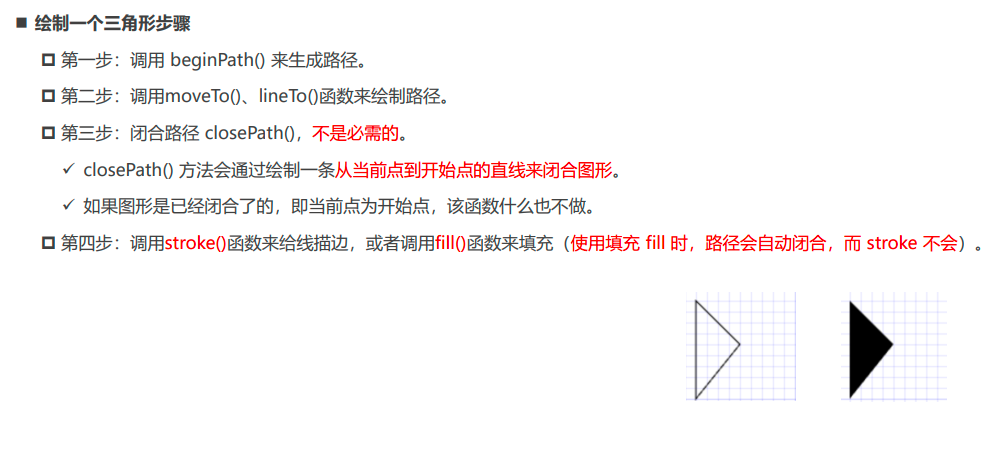 绘制一个三角形步骤
第一步：调用 beginPath() 来生成路径。
第二步：调用moveTo()、lineTo()函数来绘制路径。
第三步：闭合路径 closePath()，不是必需的。
closePath() 方法会通过绘制一条从当前点到开始点的直线来闭合图形。
如果图形是已经闭合了的，即当前点为开始点，该函数什么也不做。
第四步：调用stroke()函数来给线描边，或者调用fill()函数来填充（使用填充 fill 时，路径会自动闭合，而 stroke 不会）。